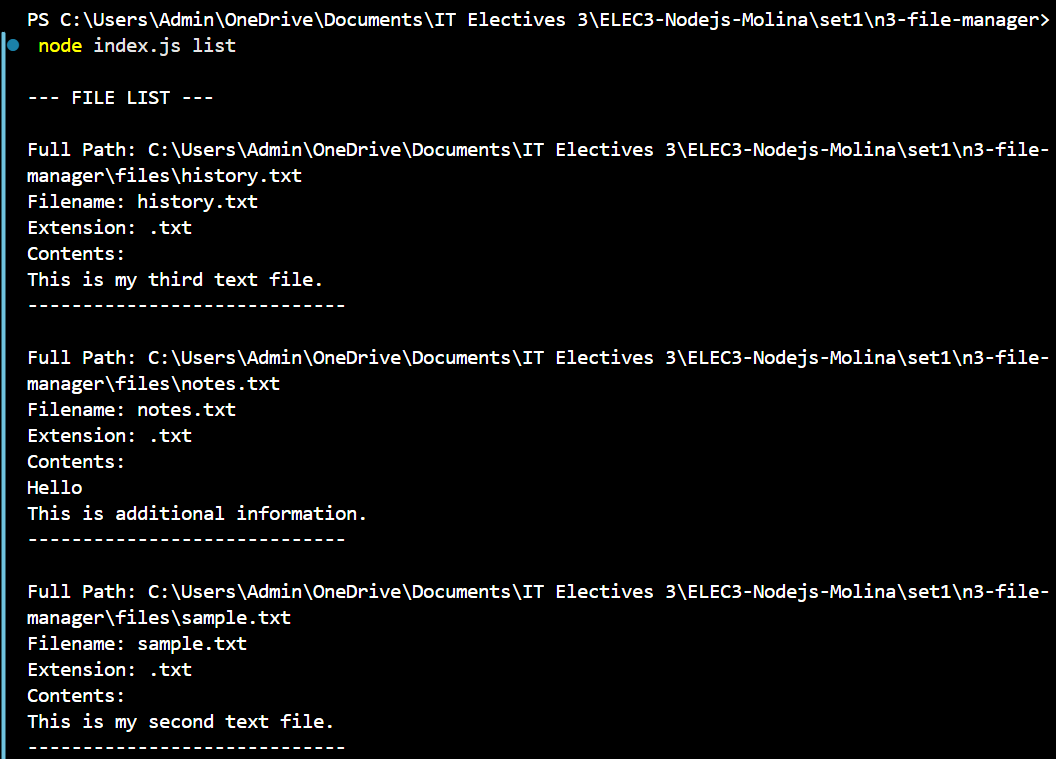 PS C:\Users\Admin\OneDrive\Documents\IT Electives 3\ELEC3-Nodejs-Molina\set1\n3-file-manager>
node index.js list
--- FILE LIST ---
Full Path: C:\Users\Admin\OneDrive\Documents\IT Electives 3\ELEC3-Nodejs-Molina\set1\n3-file-
manager\files\history.txt
Filename: history.txt
Extension: .txt
Contents:
This is my third text file.
-----------------------------
Full Path: C:\Users\Admin\OneDrive\Documents\IT Electives 3\ELEC3-Nodejs-Molina\set1\n3-file-
manager\files\notes.txt
Filename: notes.txt
Extension: .txt
Contents:
Hello
This is additional information.
-----------------------------
Full Path: C:\Users\Admin\OneDrive\Documents\IT Electives 3\ELEC3-Nodejs-Molina\set1\n3-file-
manager\files\sample.txt
Filename: sample.txt
Extension: .txt
Contents:
This is my second text file.
-----------------------------